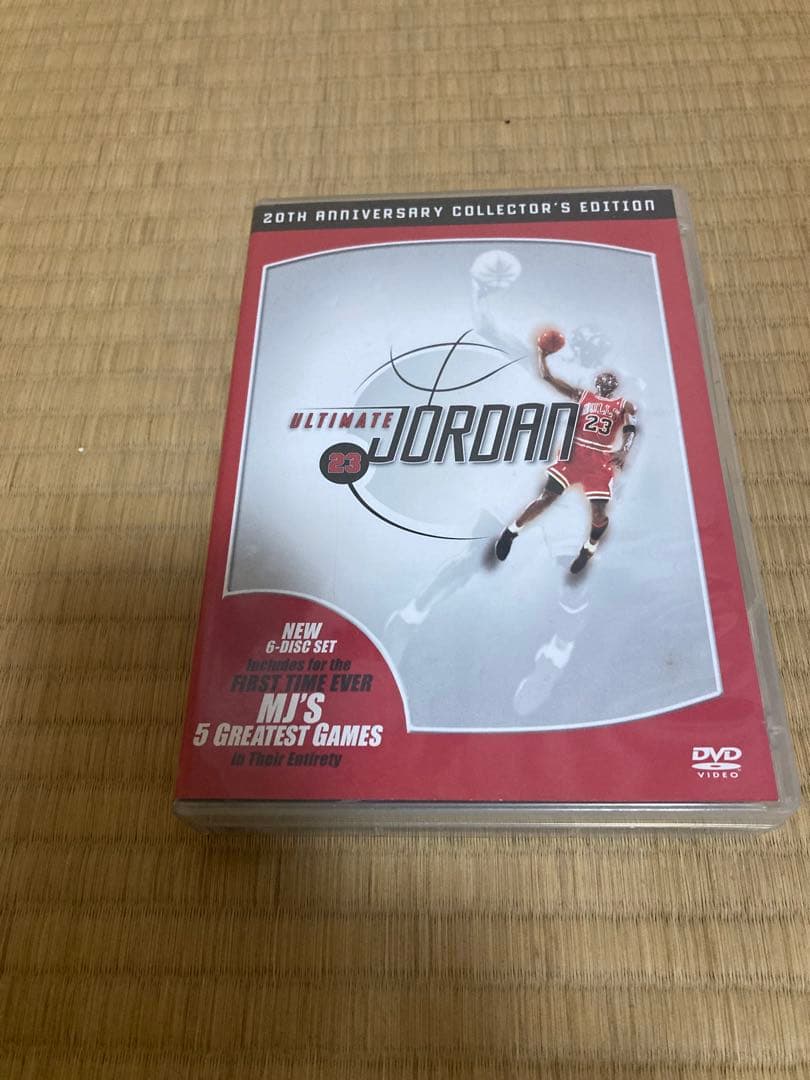 20TH ANNIVERSARY COLLECTOR'S EDITION
ULTIMATE
JORDAN
23
BULLS
23
NEW
6-DISC SET
Includes for the
FIRST TIME EVER
MJ'S
5 GREATEST GAMES
In Their Entirety
DVD
VIDEO